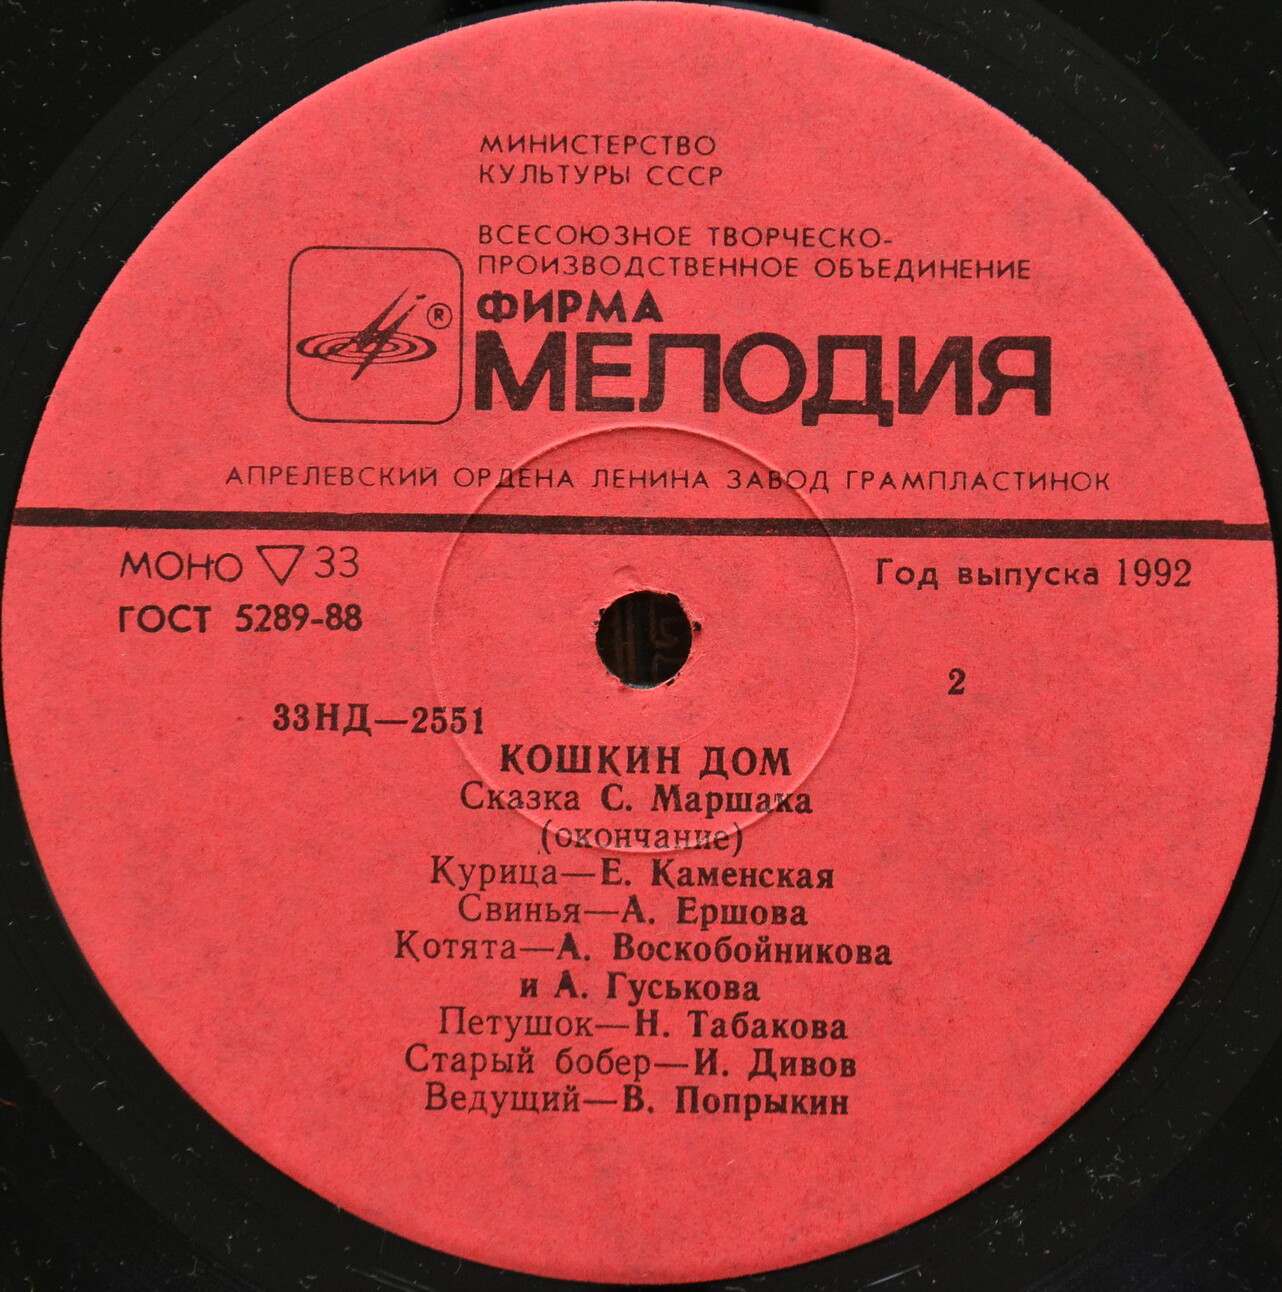 МИНИСТЕРСТВО
КУЛЬТУРЫ СССР
ВСЕСОЮЗНОЕ ТВОРЧЕСКО-
ПРОИЗВОДСТВЕННОЕ ОБЪЕДИНЕНИЕ
ФИРМА
®
МЕЛОДИЯ
АПРЕЛЕВСКИЙ ОРДЕНА ЛЕНИНА ЗАВОД ГРАМПЛАСТИНОК
МОНО ▽ 33
Год выпуска 1992
ГОСТ 5289-88
2
33НД—2551
КОШКИН ДОМ
Сказка С. Маршака
(окончание)
Курица—Е. Каменская
Свинья—А. Ершова
Котята—А. Воскобойникова
и А. Гуськова
Петушок—Н. Табакова
Старый бобер—И. Дивов
Ведущий—В. Попрыкин